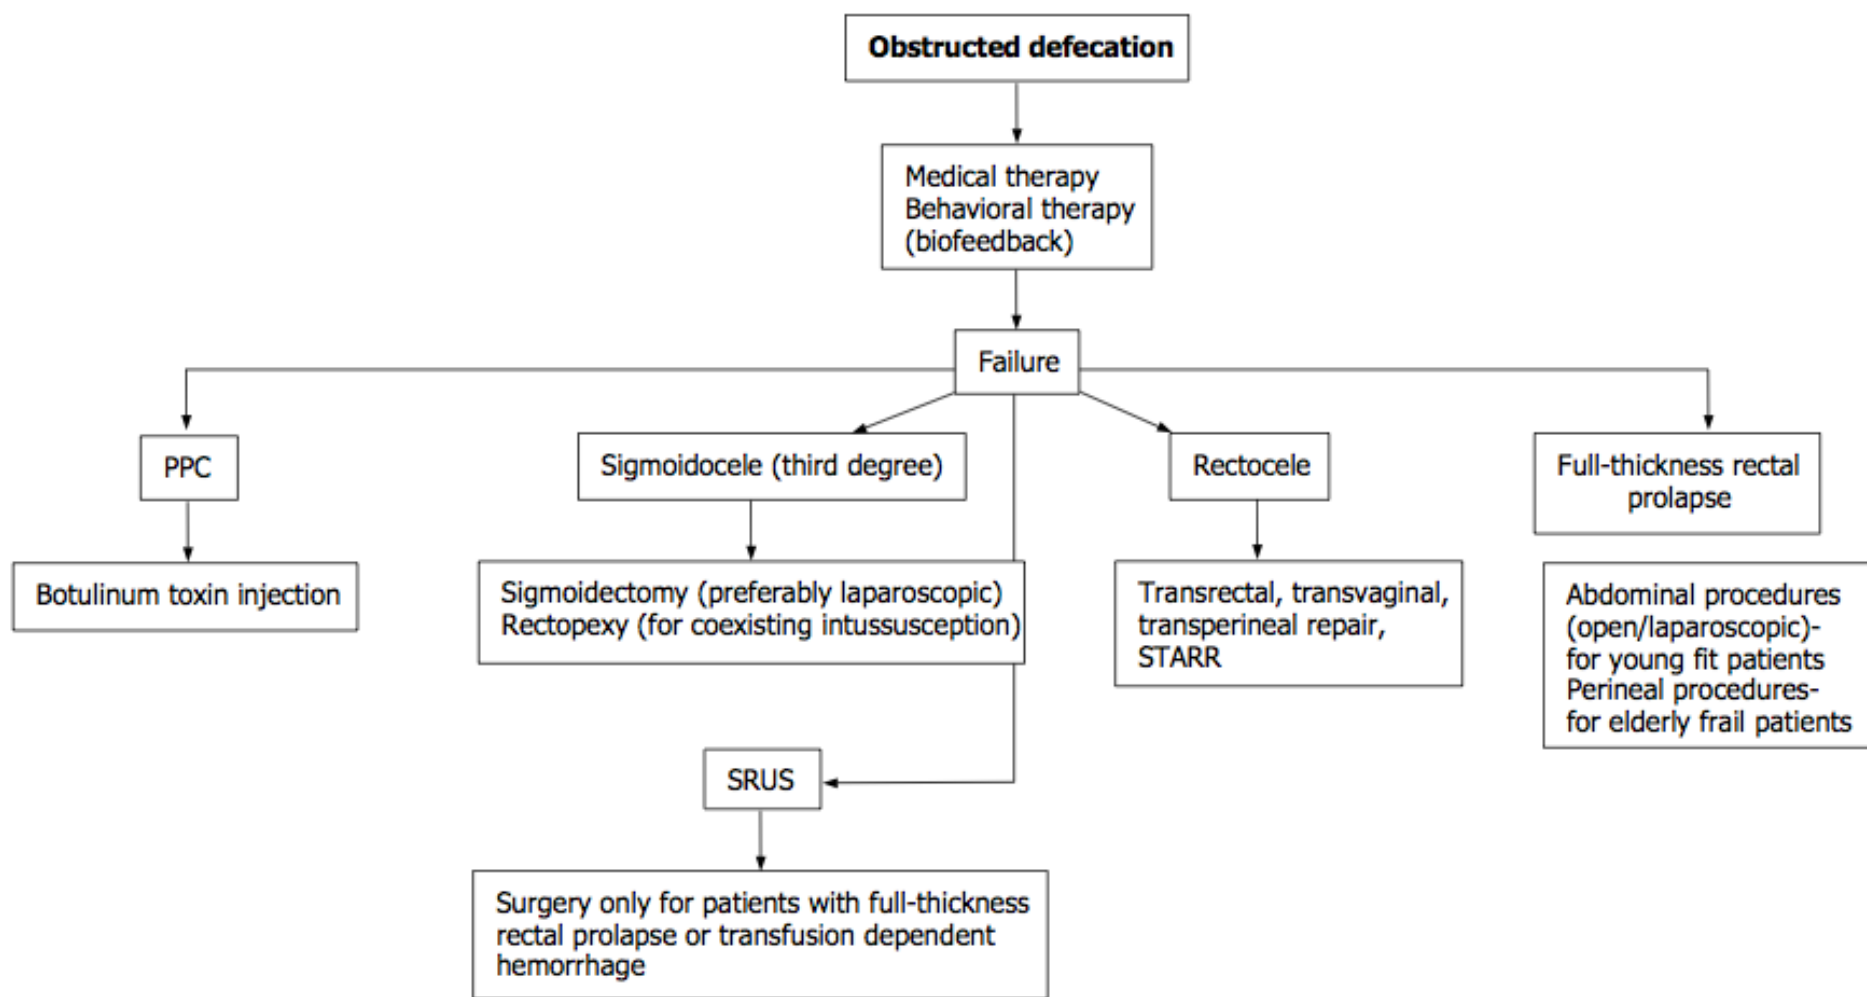 Obstructed defecation
Medical therapy
Behavioral therapy
(biofeedback)
Failure
PPC
Sigmoidocele (third degree)
Rectocele
Full-thickness rectal
prolapse
Botulinum toxin injection
Sigmoidectomy (preferably laparoscopic)
Rectopexy (for coexisting intussusception)
Transrectal, transvaginal,
transperineal repair,
STARR
Abdominal procedures
(open/laparoscopic)-
for young fit patients
Perineal procedures-
for elderly frail patients
SRUS
Surgery only for patients with full-thickness
rectal prolapse or transfusion dependent
hemorrhage